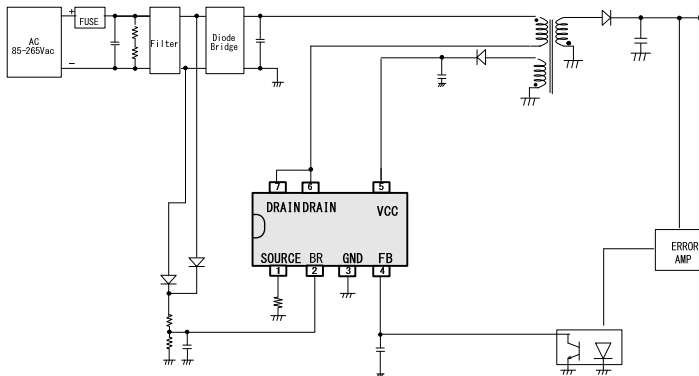 +
FUSE
AC
85-265Vac
-
Filter
Diode
Bridge
7
6
5
DRAIN DRAIN
VCC
SOURCE BR
GND
FB
1
2
3
4
ERROR
AMP